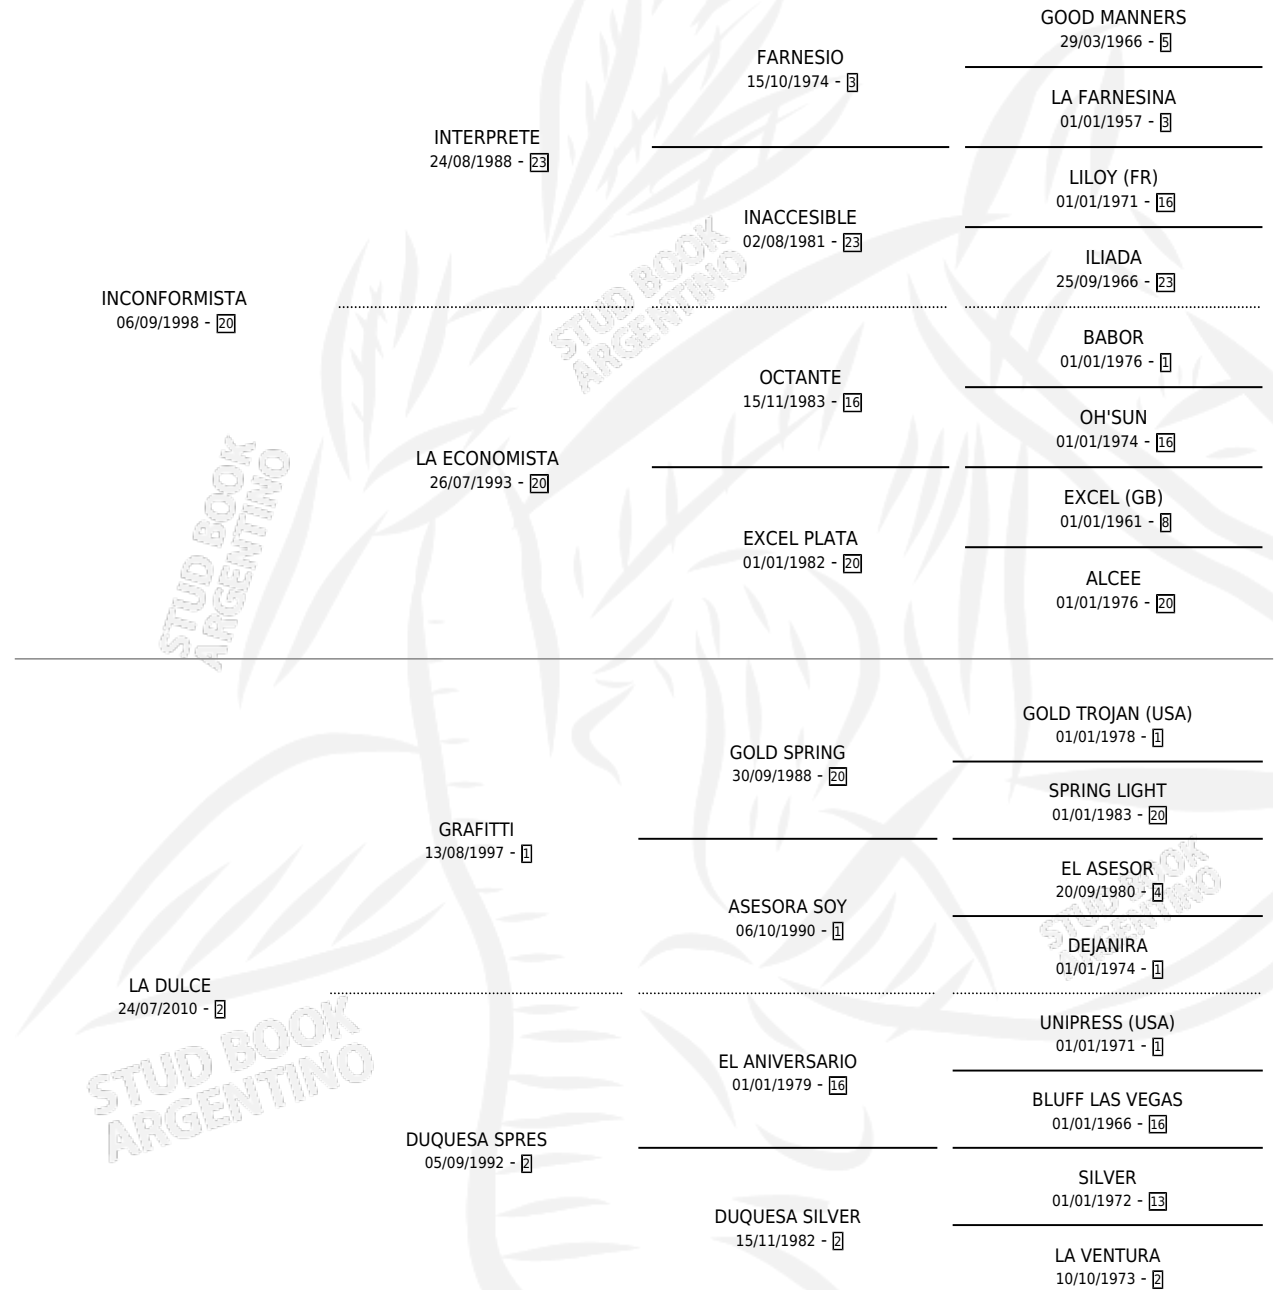 GOOD MANNERS
29/03/1966 - 5
FARNESIO
15/10/1974 - 3
LA FARNESINA
01/01/1957 - 3
INTERPRETE
24/08/1988 - 23
LILOY (FR)
01/01/1971 - 16
INACCESIBLE
02/08/1981 - 23
ILIADA
25/09/1966 - 23
INCONFORMISTA
06/09/1998 - 20
STUD BOOK
ARGENTINO
BABOR
01/01/1976 - 1
OCTANTE
15/11/1983 - 16
OH'SUN
01/01/1974 - 16
LA ECONOMISTA
26/07/1993 - 20
EXCEL (GB)
01/01/1961 - 8
EXCEL PLATA
01/01/1982 - 20
ALCEE
01/01/1976 - 20
STUD BOOK
ARGENTINO
GOLD TROJAN (USA)
01/01/1978 - 1
GOLD SPRING
30/09/1988 - 20
SPRING LIGHT
01/01/1983 - 20
GRAFITTI
13/08/1997 - 1
EL ASESOR
20/09/1980 - 4
ASESORA SOY
06/10/1990 - 1
STUD BOOK
ARGENTINO
DEJANIRA
01/01/1974 - 1
LA DULCE
24/07/2010 - 2
UNIPRESS (USA)
01/01/1971 - 1
EL ANIVERSARIO
01/01/1979 - 16
BLUFF LAS VEGAS
01/01/1966 - 16
STUD BOOK
ARGENTINO
DUQUESA SPRES
05/09/1992 - 2
SILVER
01/01/1972 - 13
DUQUESA SILVER
15/11/1982 - 2
LA VENTURA
10/10/1973 - 2